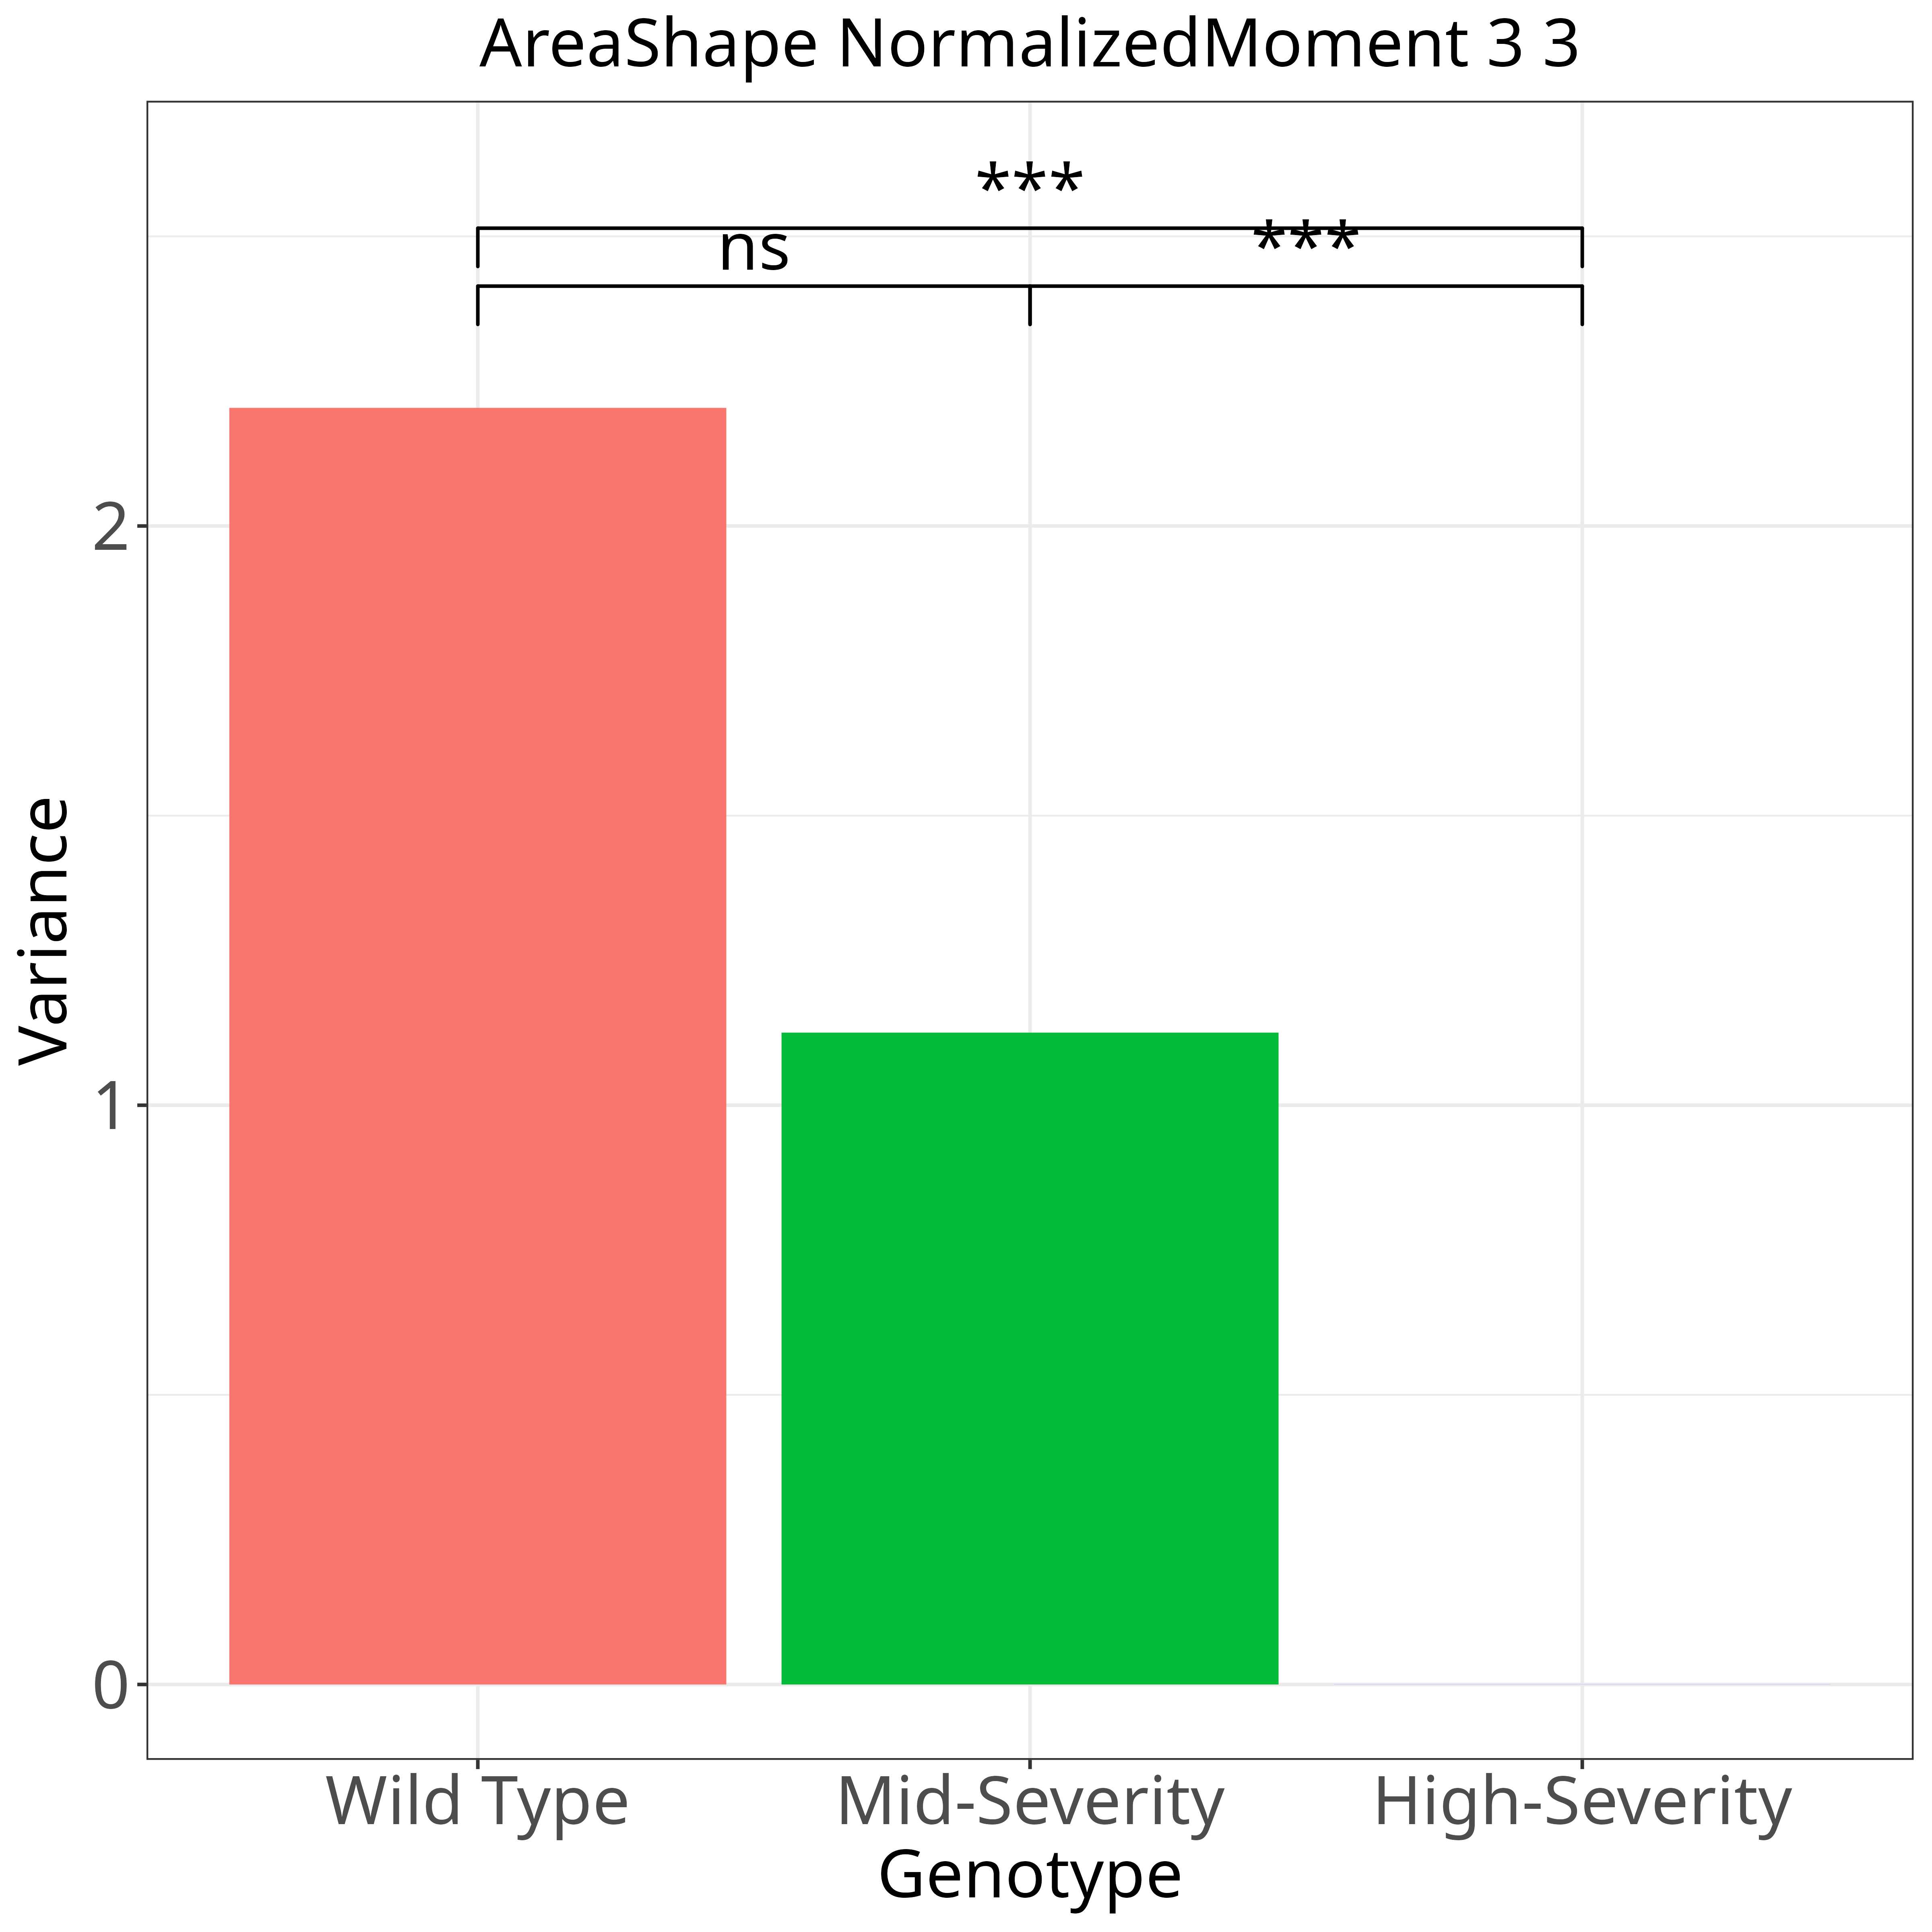 AreaShape NormalizedMoment 3 3
***
ns
***
2
1
0
Variance
Wild Type
Mid-Severity
High-Severity
Genotype